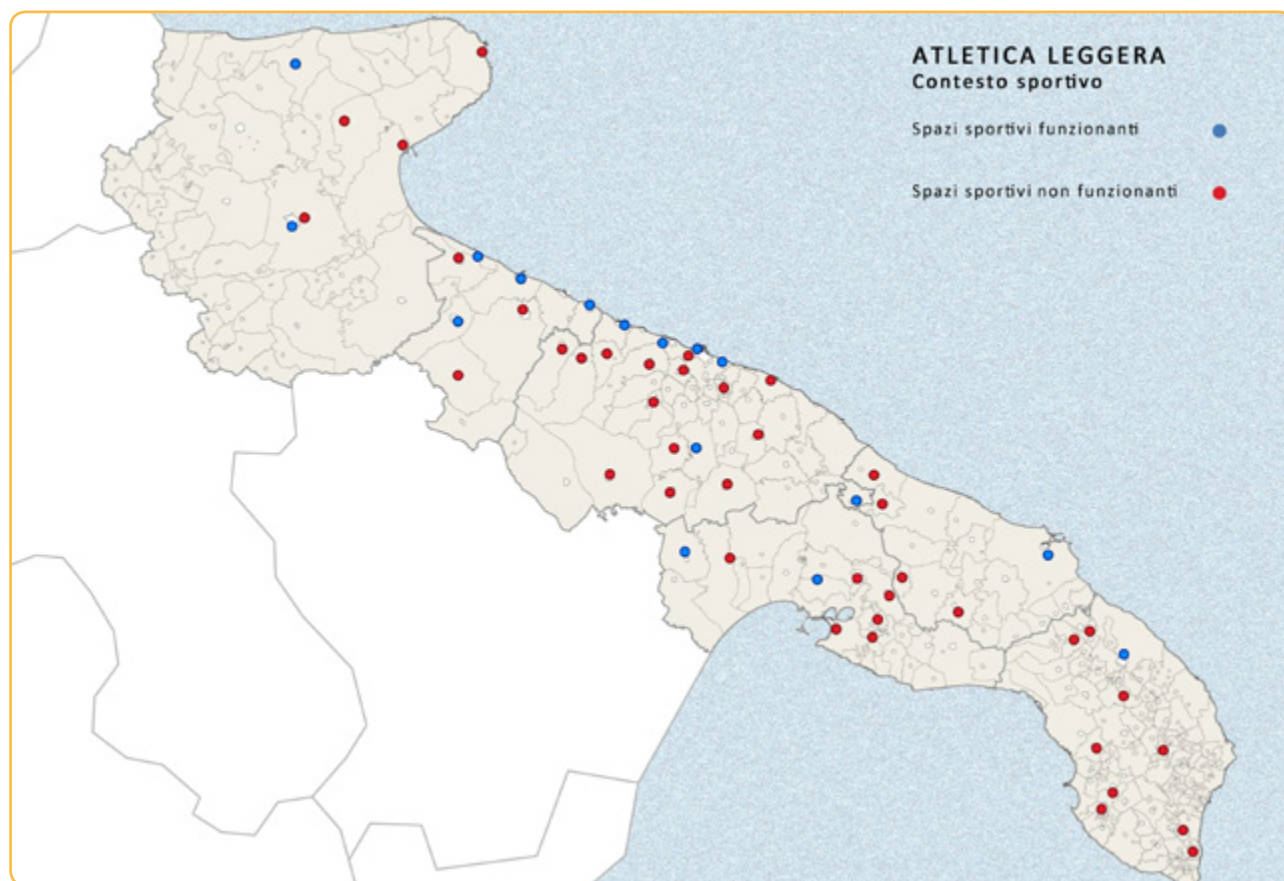 ATLETICA LEGGERA
Contesto sportivo
Spazi sportivi funzionanti
Spazi sportivi non funzionanti